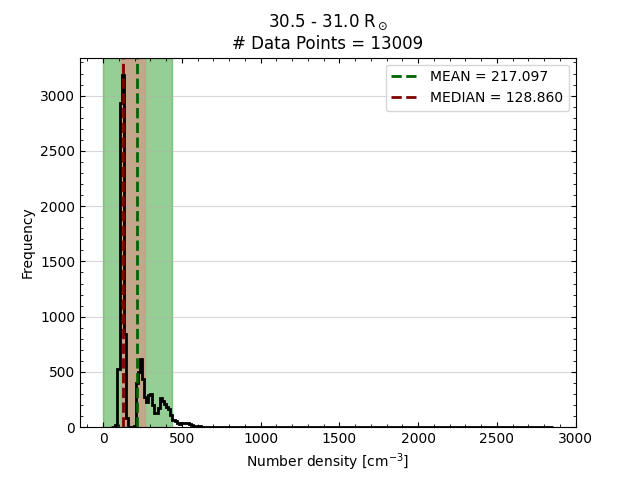 30.5 - 31.0 R⊙
# Data Points = 13009
MEAN = 217.097
MEDIAN = 128.860
3000
2500
2000
1500
1000
500
0
Frequency
0 500 1000 1500 2000 2500 3000
Number density [cm⁻³]